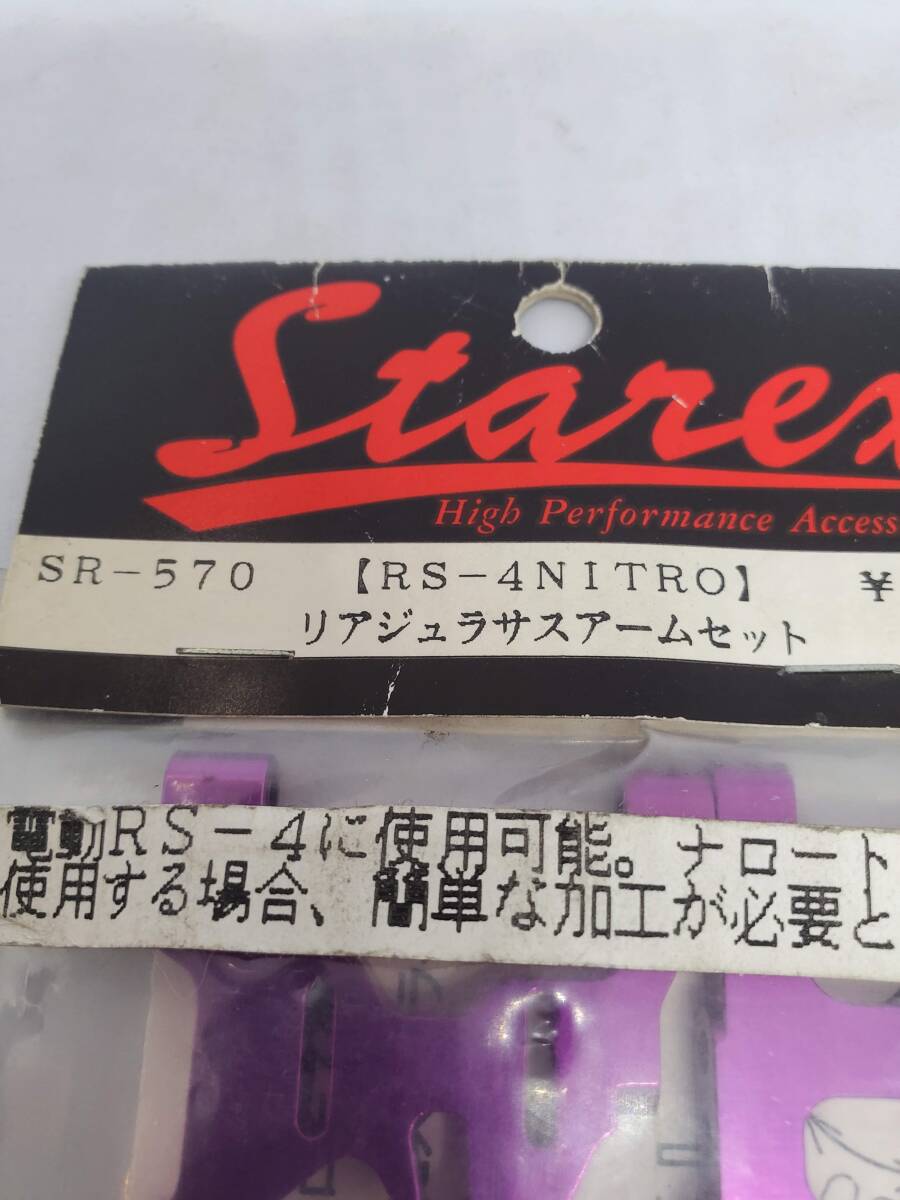 Starex
High Performance Access
SR-570 【RS-4NITRO】 ¥
リアジュラサスアームセット
電動RS-4に使用可能。ナロート
使用する場合、簡単な加工が必要と